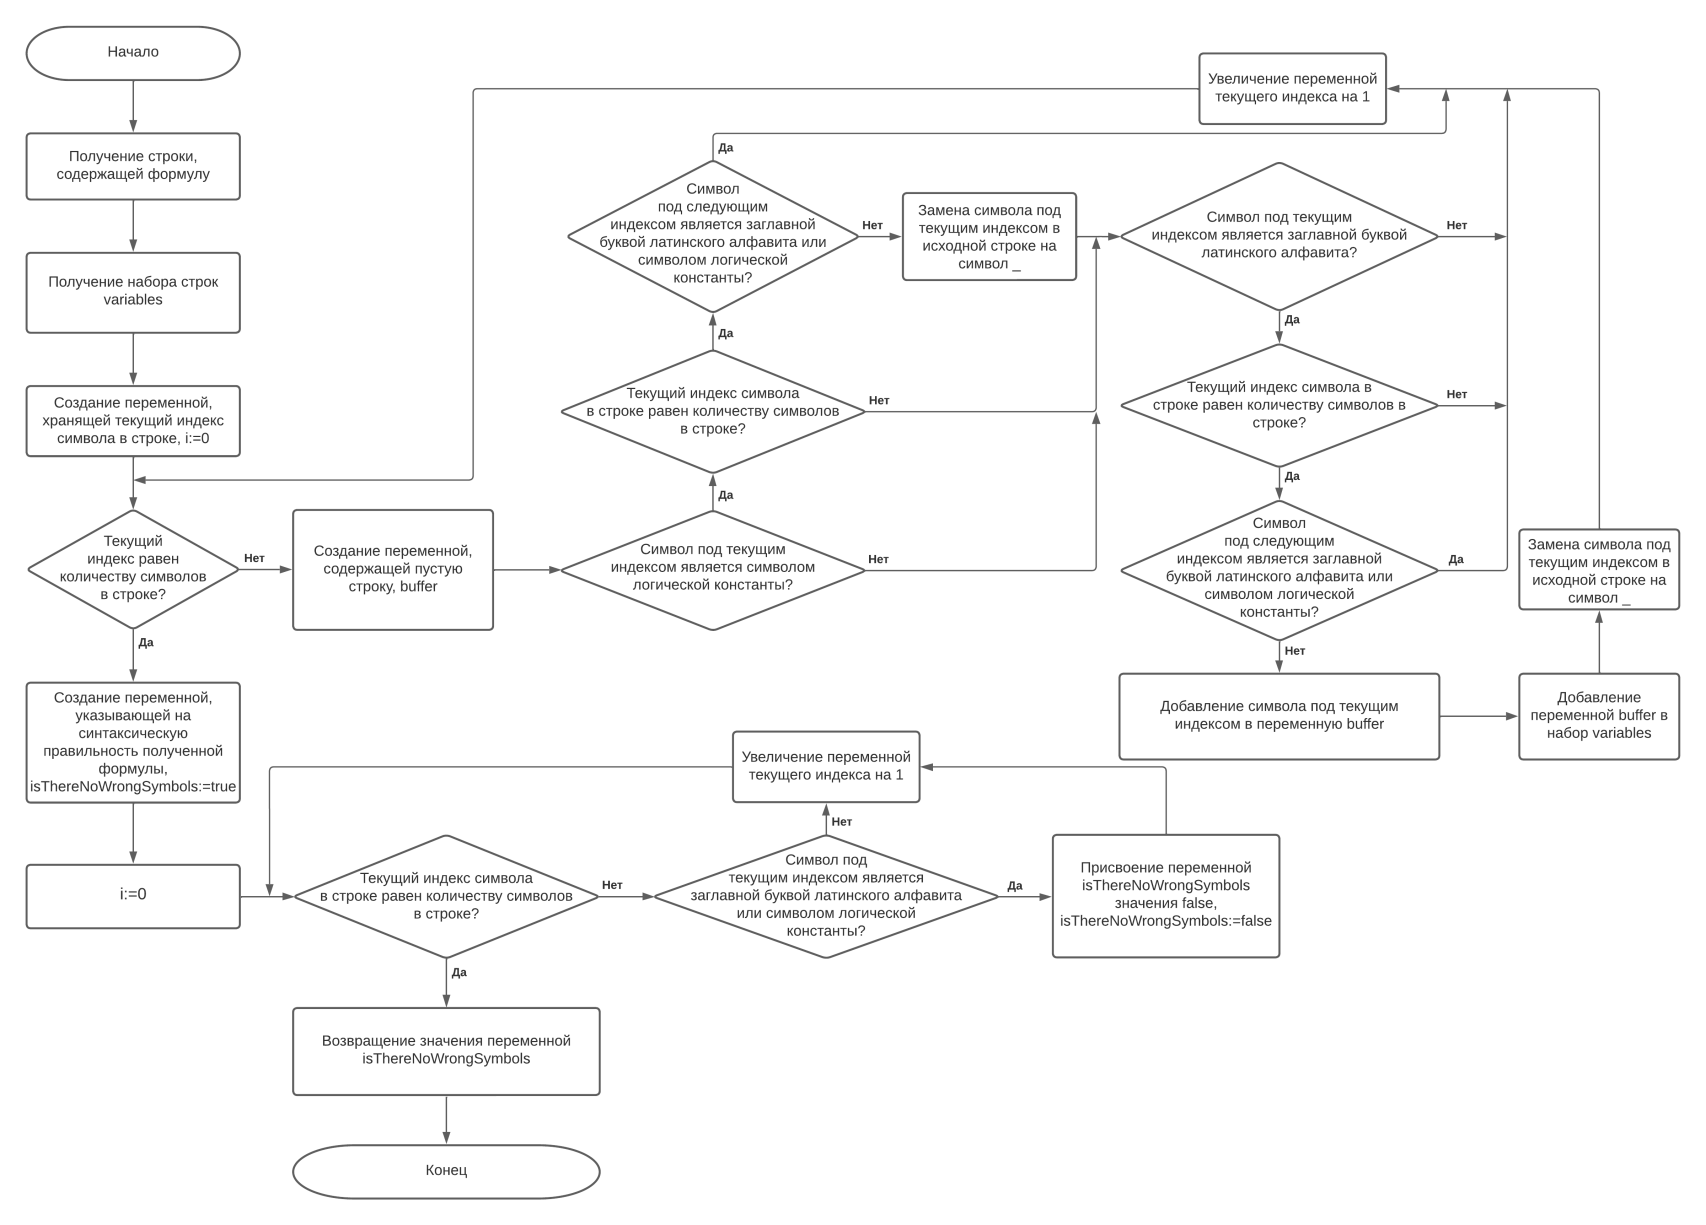 Начало
Получение строки,
содержащей формулу
Получение набора строк
variables
Создание переменной,
хранящей текущий индекс
символа в строке, i:=0
Текущий
индекс равен
количеству символов
в строке?
Нет
Да
Создание переменной,
содержащей пустую
строку, buffer
Символ под текущим
индексом является символом
логической константы?
Нет
Да
Текущий индекс символа
в строке равен количеству символов
в строке?
Нет
Да
Символ
под следующим
индексом является заглавной
буквой латинского алфавита или
символом логической
константы?
Да
Нет
Замена символа под
текущим индексом в
исходной строке на
символ _
Увеличение переменной
текущего индекса на 1
Символ под текущим
индексом является заглавной буквой
латинского алфавита?
Нет
Да
Текущий индекс символа в
строке равен количеству символов в
строке?
Нет
Да
Символ
под следующим
индексом является заглавной
буквой латинского алфавита или
символом логической
константы?
Да
Нет
Добавление символа под текущим
индексом в переменную buffer
Добавление
переменной buffer в
набор variables
Замена символа под
текущим индексом в
исходной строке на
символ _
Создание переменной,
указывающей на
синтаксическую
правильность полученной
формулы,
isThereNoWrongSymbols:=true
i:=0
Текущий индекс символа
в строке равен количеству символов
в строке?
Нет
Да
Символ под
текущим индексом является
заглавной буквой латинского алфавита
или символом логической
константы?
Нет
Да
Увеличение переменной
текущего индекса на 1
Присвоение переменной
isThereNoWrongSymbols
значения false,
isThereNoWrongSymbols:=false
Возвращение значения переменной
isThereNoWrongSymbols
Конец